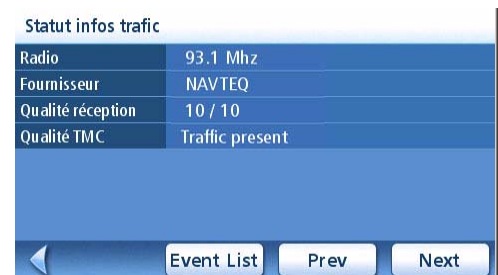 Statut infos trafic
Radio 93.1 Mhz
Fournisseur NAVTEQ
Qualité réception 10 / 10
Qualité TMC Traffic present
Event List Prev Next